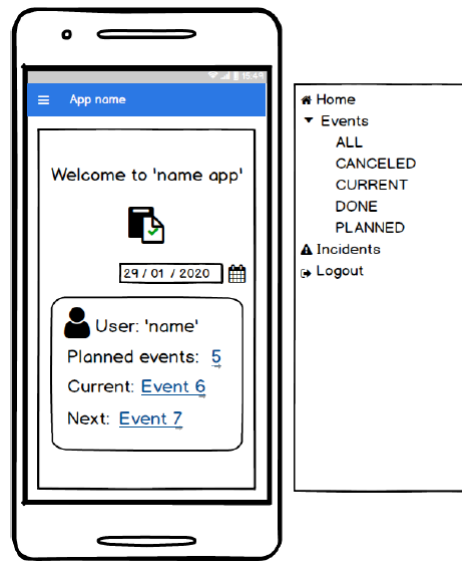 15:49
App name
Welcome to 'name app'
29 / 01 / 2020
User: 'name'
Planned events: 5
Current: Event 6
Next: Event 7
Home
Events
ALL
CANCELED
CURRENT
DONE
PLANNED
Incidents
Logout